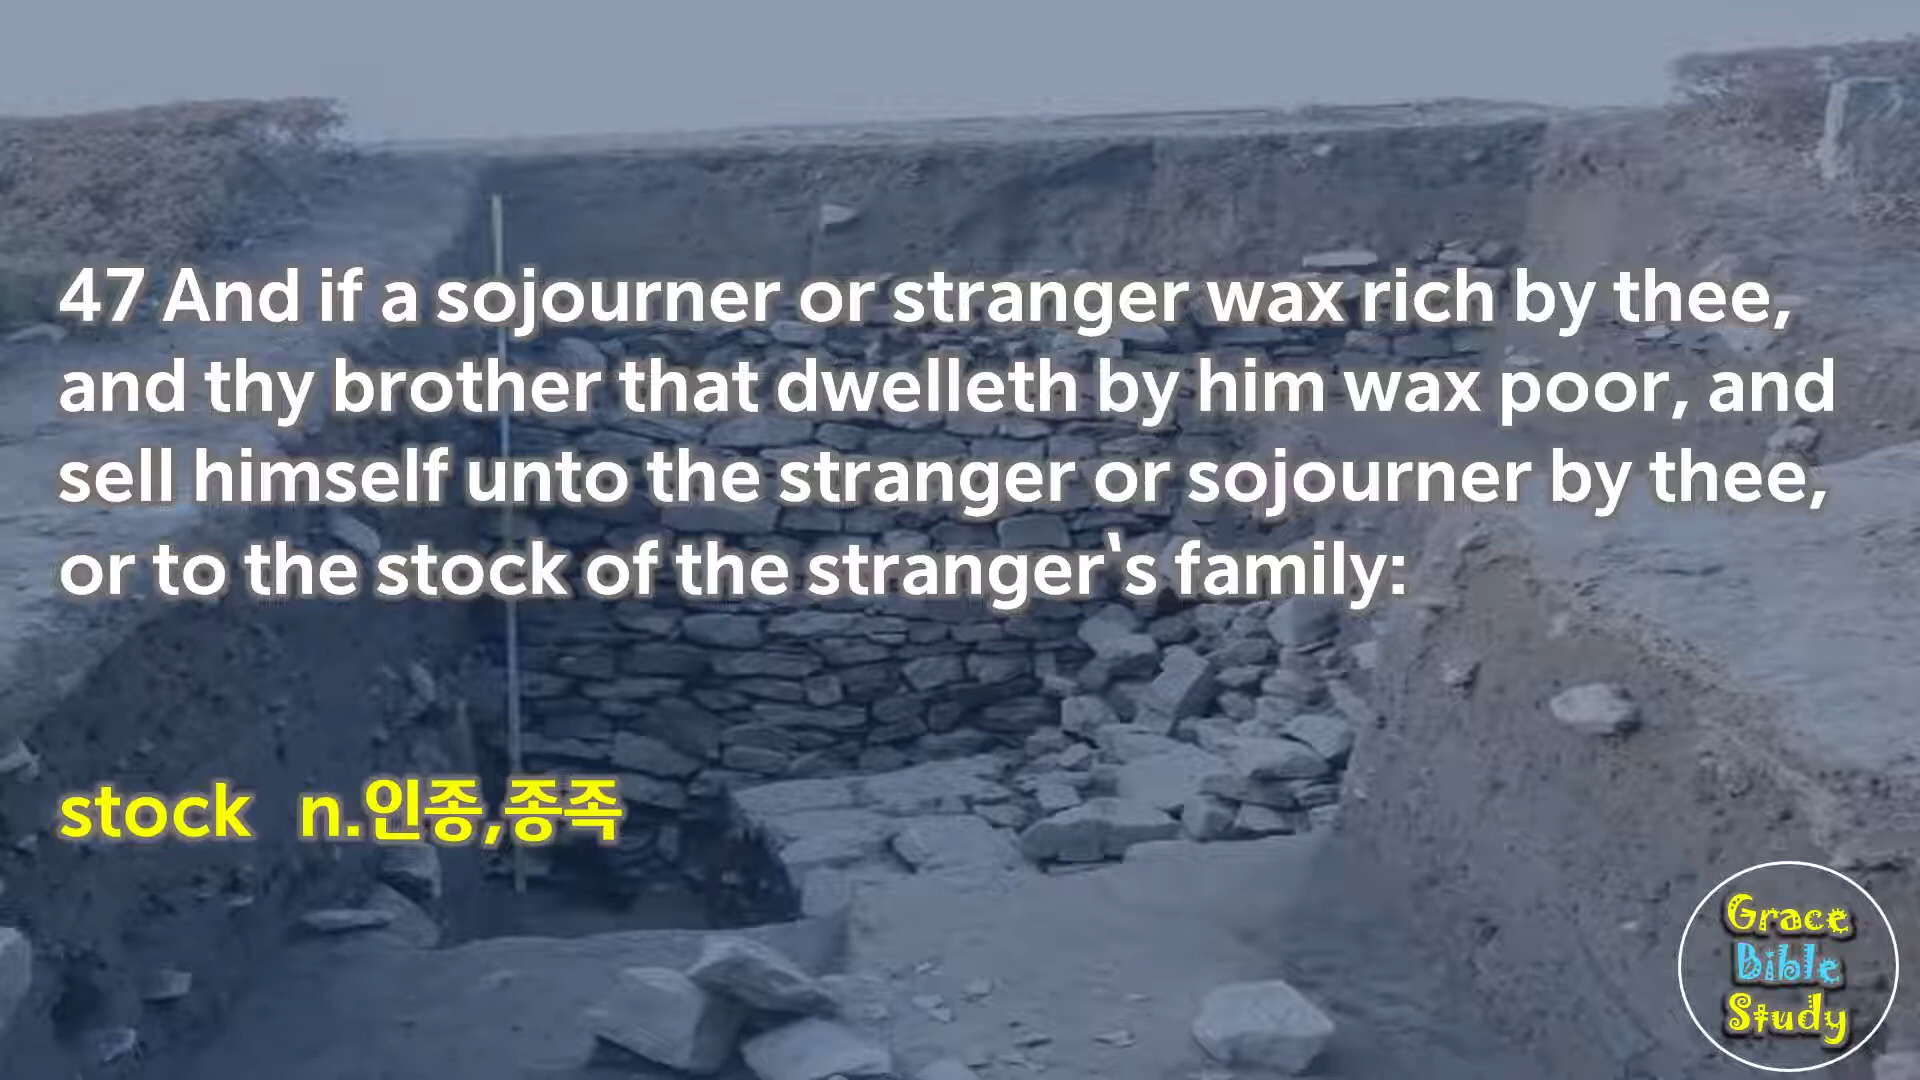 47 And if a sojourner or stranger wax rich by thee,
and thy brother that dwelleth by him wax poor, and
sell himself unto the stranger or sojourner by thee,
or to the stock of the stranger`s family:
stock n.인종,종족
Grace
Bible
Study